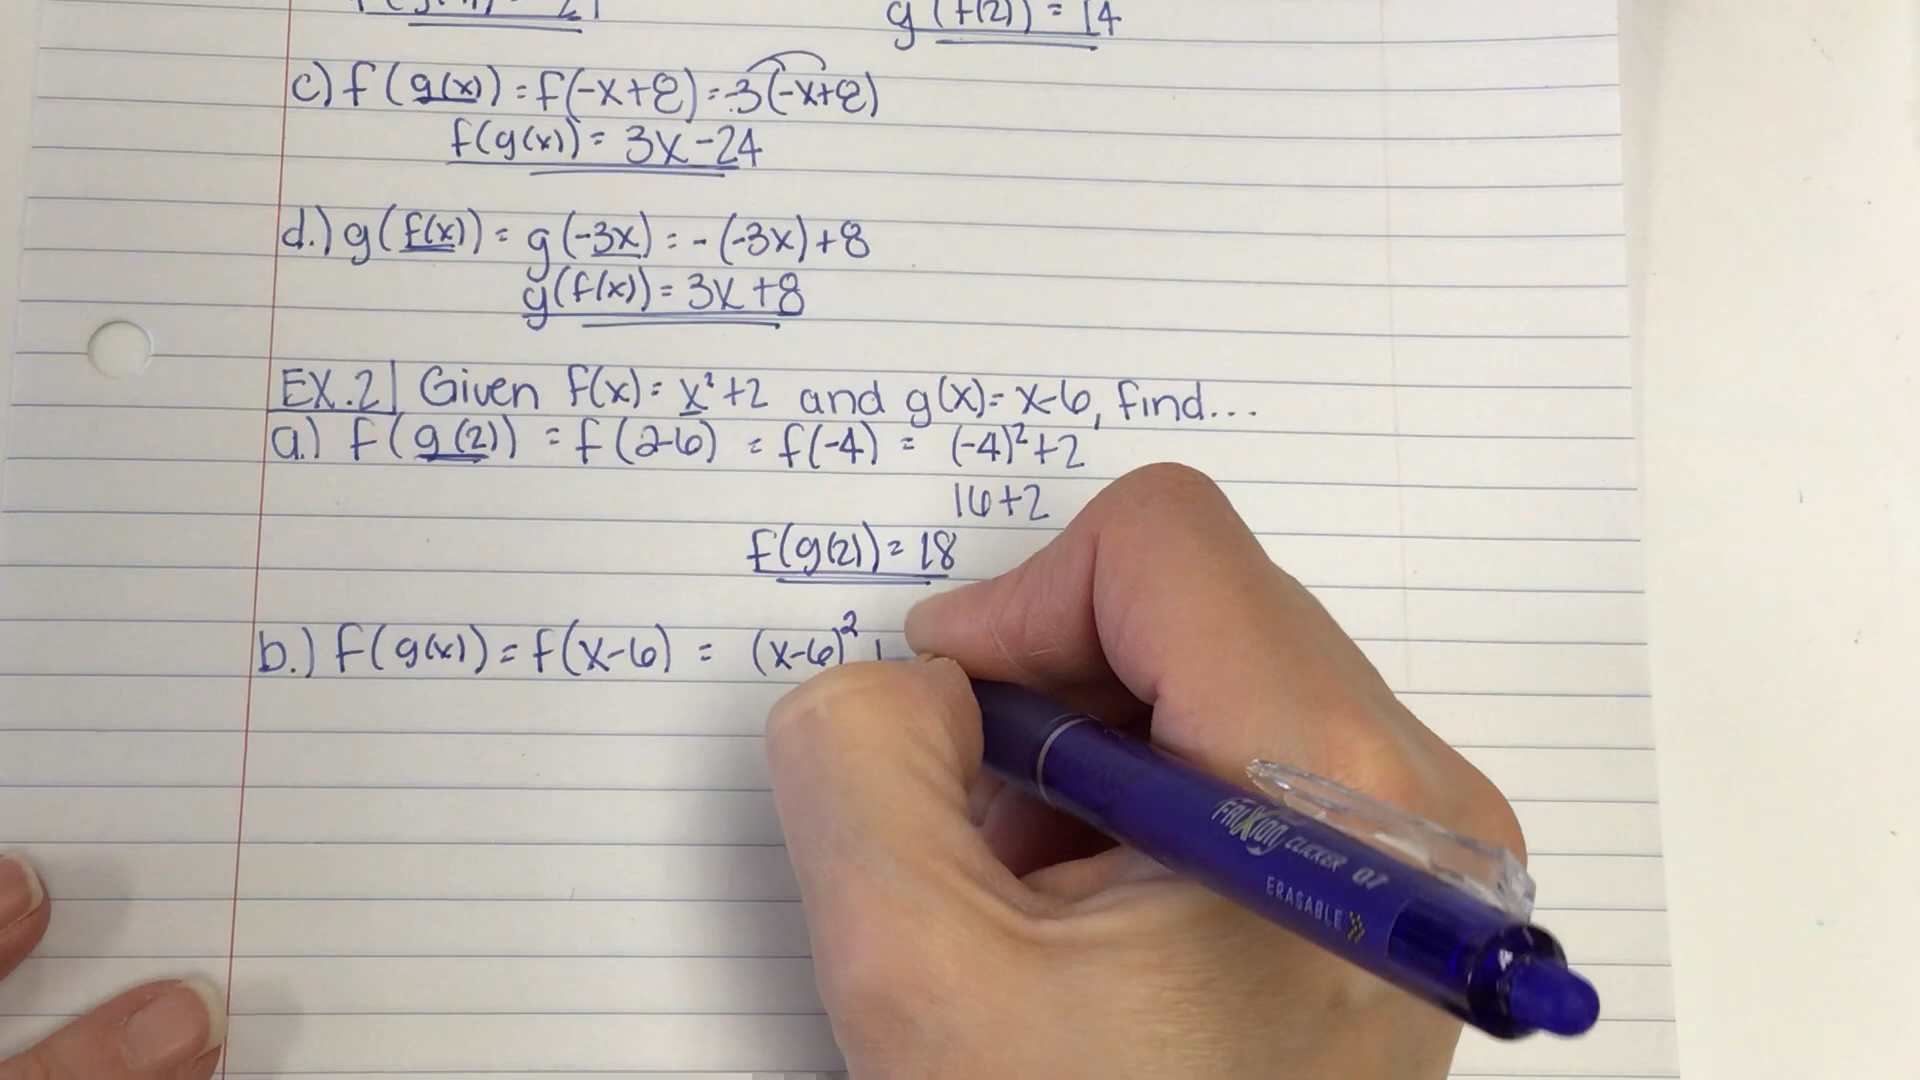 g(f(2)) = 14
c) f(g(x)) = f(-x+8) = -3(-x+8)
f(g(x)) = 3x-24
d.) g(f(x)) = g(-3x) = -(-3x)+8
g(f(x)) = 3x+8
EX.2 Given f(x)= x²+2 and g(x)= x-6, find...
a.) f(g(2)) = f(2-6) = f(-4) = (-4)²+2
16+2
f(g(2)) = 18
b.) f(g(x)) = f(x-6) = (x-6)²
FRIXION CLICKER 07
ERASABLE